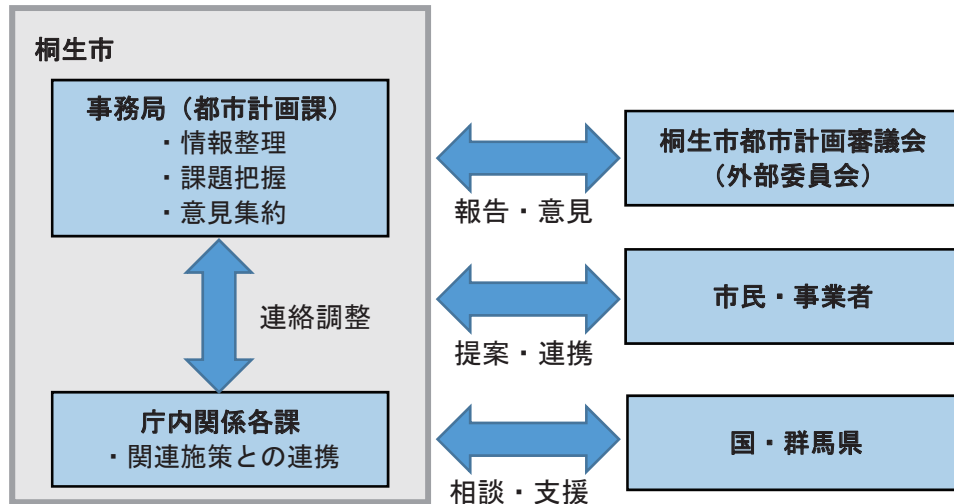 桐生市
事務局（都市計画課）
・情報整理
・課題把握
・意見集約
連絡調整
庁内関係各課
・関連施策との連携
報告・意見
桐生市都市計画審議会
（外部委員会）
提案・連携
市民・事業者
相談・支援
国・群馬県